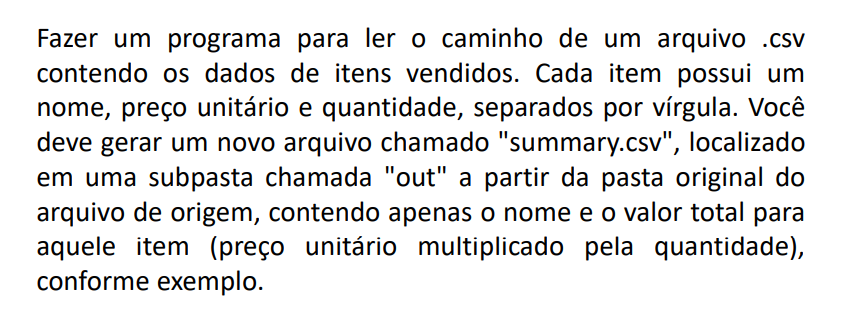 Fazer um programa para ler o caminho de um arquivo .csv
contendo os dados de itens vendidos. Cada item possui um
nome, preço unitário e quantidade, separados por vírgula. Você
deve gerar um novo arquivo chamado "summary.csv", localizado
em uma subpasta chamada "out" a partir da pasta original do
arquivo de origem, contendo apenas o nome e o valor total para
aquele item (preço unitário multiplicado pela quantidade),
conforme exemplo.